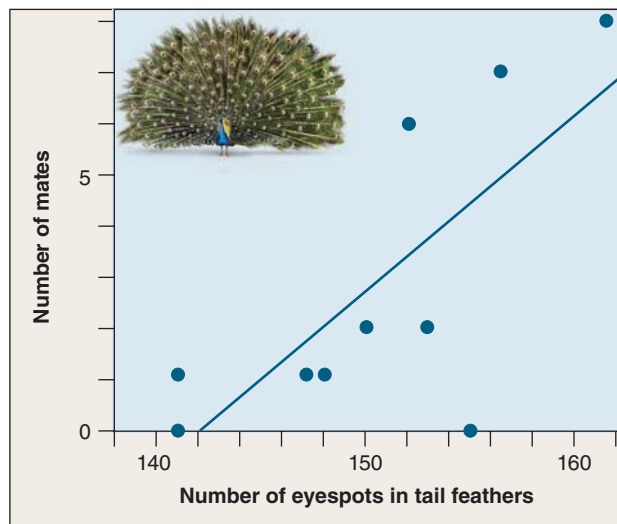 Number of mates
5
0
140 150 160
Number of eyespots in tail feathers